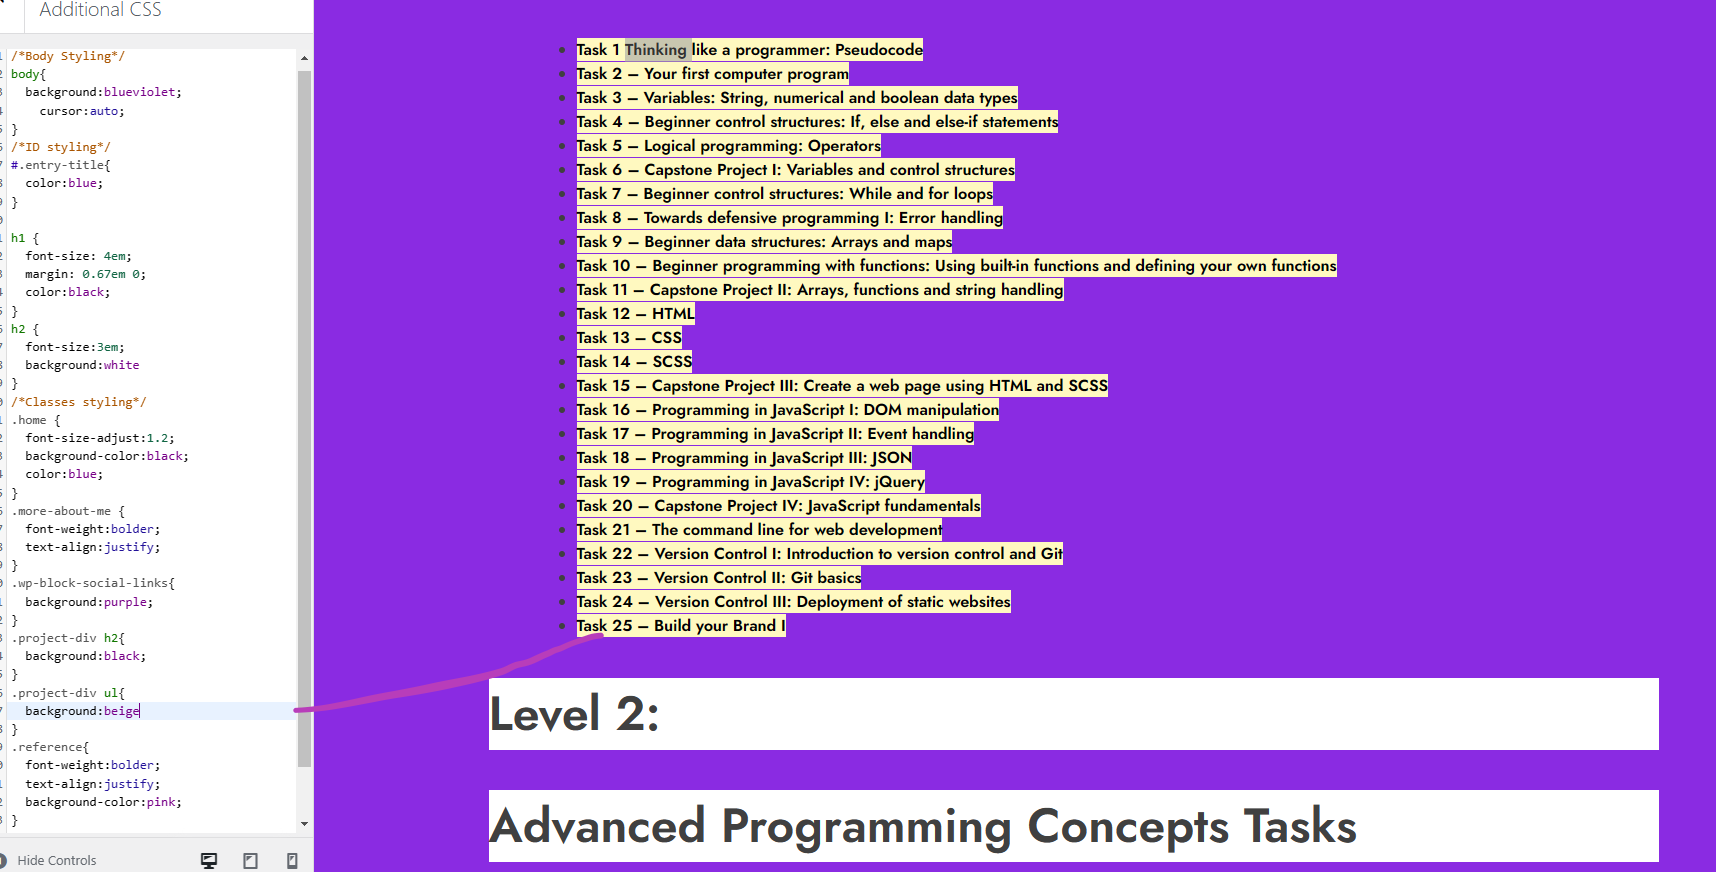 Additional CSS
/*Body Styling*/
body{
background:blueviolet;
cursor:auto;
}
/*ID styling*/
#.entry-title{
color:blue;
}
h1 {
font-size: 4em;
margin: 0.67em 0;
color:black;
}
h2 {
font-size:3em;
background:white
}
/*Classes styling*/
.home {
font-size-adjust:1.2;
background-color:black;
color:blue;
}
.more-about-me {
font-weight:bolder;
text-align:justify;
}
.wp-block-social-links{
background:purple;
}
.project-div h2{
background:black;
}
.project-div ul{
background:beige
}
.reference{
font-weight:bolder;
text-align:justify;
background-color:pink;
}
Hide Controls
Task 1 Thinking like a programmer: Pseudocode
Task 2 – Your first computer program
Task 3 – Variables: String, numerical and boolean data types
Task 4 – Beginner control structures: If, else and else-if statements
Task 5 – Logical programming: Operators
Task 6 – Capstone Project I: Variables and control structures
Task 7 – Beginner control structures: While and for loops
Task 8 – Towards defensive programming I: Error handling
Task 9 – Beginner data structures: Arrays and maps
Task 10 – Beginner programming with functions: Using built-in functions and defining your own functions
Task 11 – Capstone Project II: Arrays, functions and string handling
Task 12 – HTML
Task 13 – CSS
Task 14 – SCSS
Task 15 – Capstone Project III: Create a web page using HTML and SCSS
Task 16 – Programming in JavaScript I: DOM manipulation
Task 17 – Programming in JavaScript II: Event handling
Task 18 – Programming in JavaScript III: JSON
Task 19 – Programming in JavaScript IV: jQuery
Task 20 – Capstone Project IV: JavaScript fundamentals
Task 21 – The command line for web development
Task 22 – Version Control I: Introduction to version control and Git
Task 23 – Version Control II: Git basics
Task 24 – Version Control III: Deployment of static websites
Task 25 – Build your Brand I
Level 2:
Advanced Programming Concepts Tasks